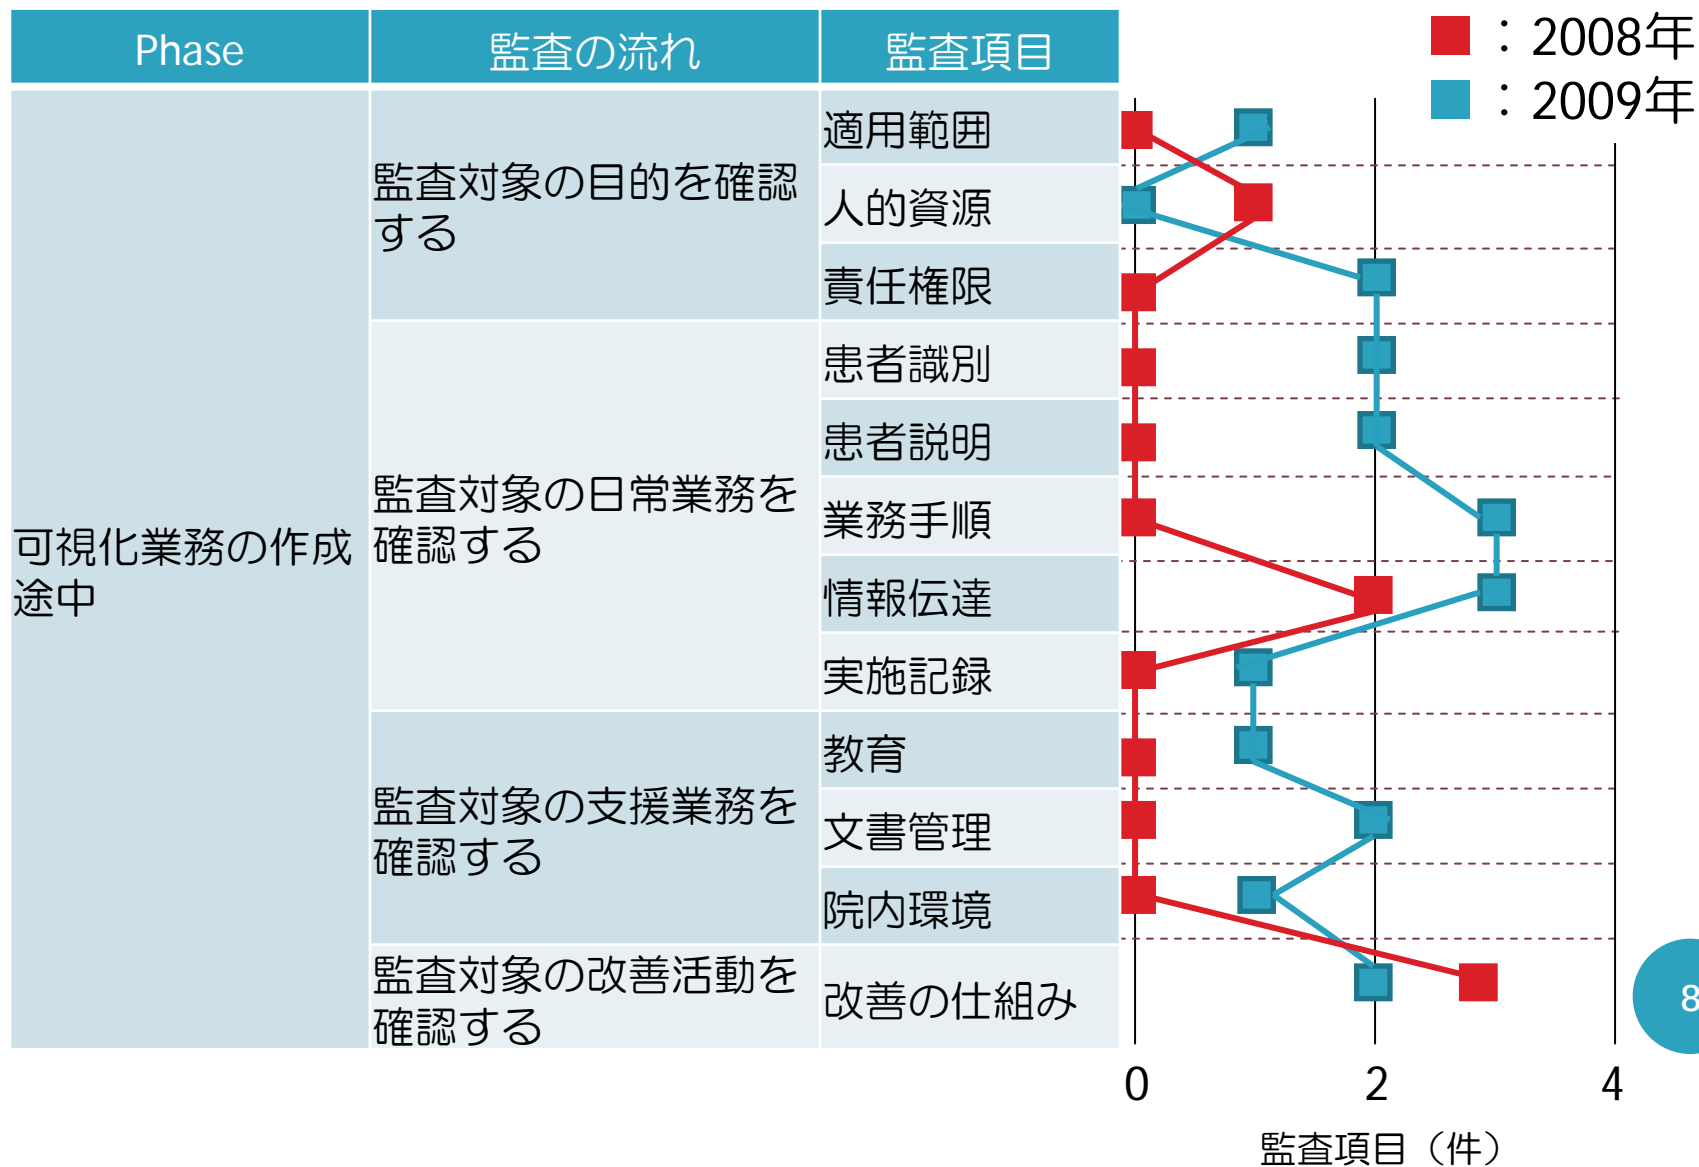 Phase
監査の流れ
監査項目
：2008年
：2009年
可視化業務の作成
途中
監査対象の目的を確認
する
適用範囲
人的資源
責任権限
監査対象の日常業務を
確認する
患者識別
患者説明
業務手順
情報伝達
実施記録
監査対象の支援業務を
確認する
教育
文書管理
院内環境
監査対象の改善活動を
確認する
改善の仕組み
8
0
2
4
監査項目（件）